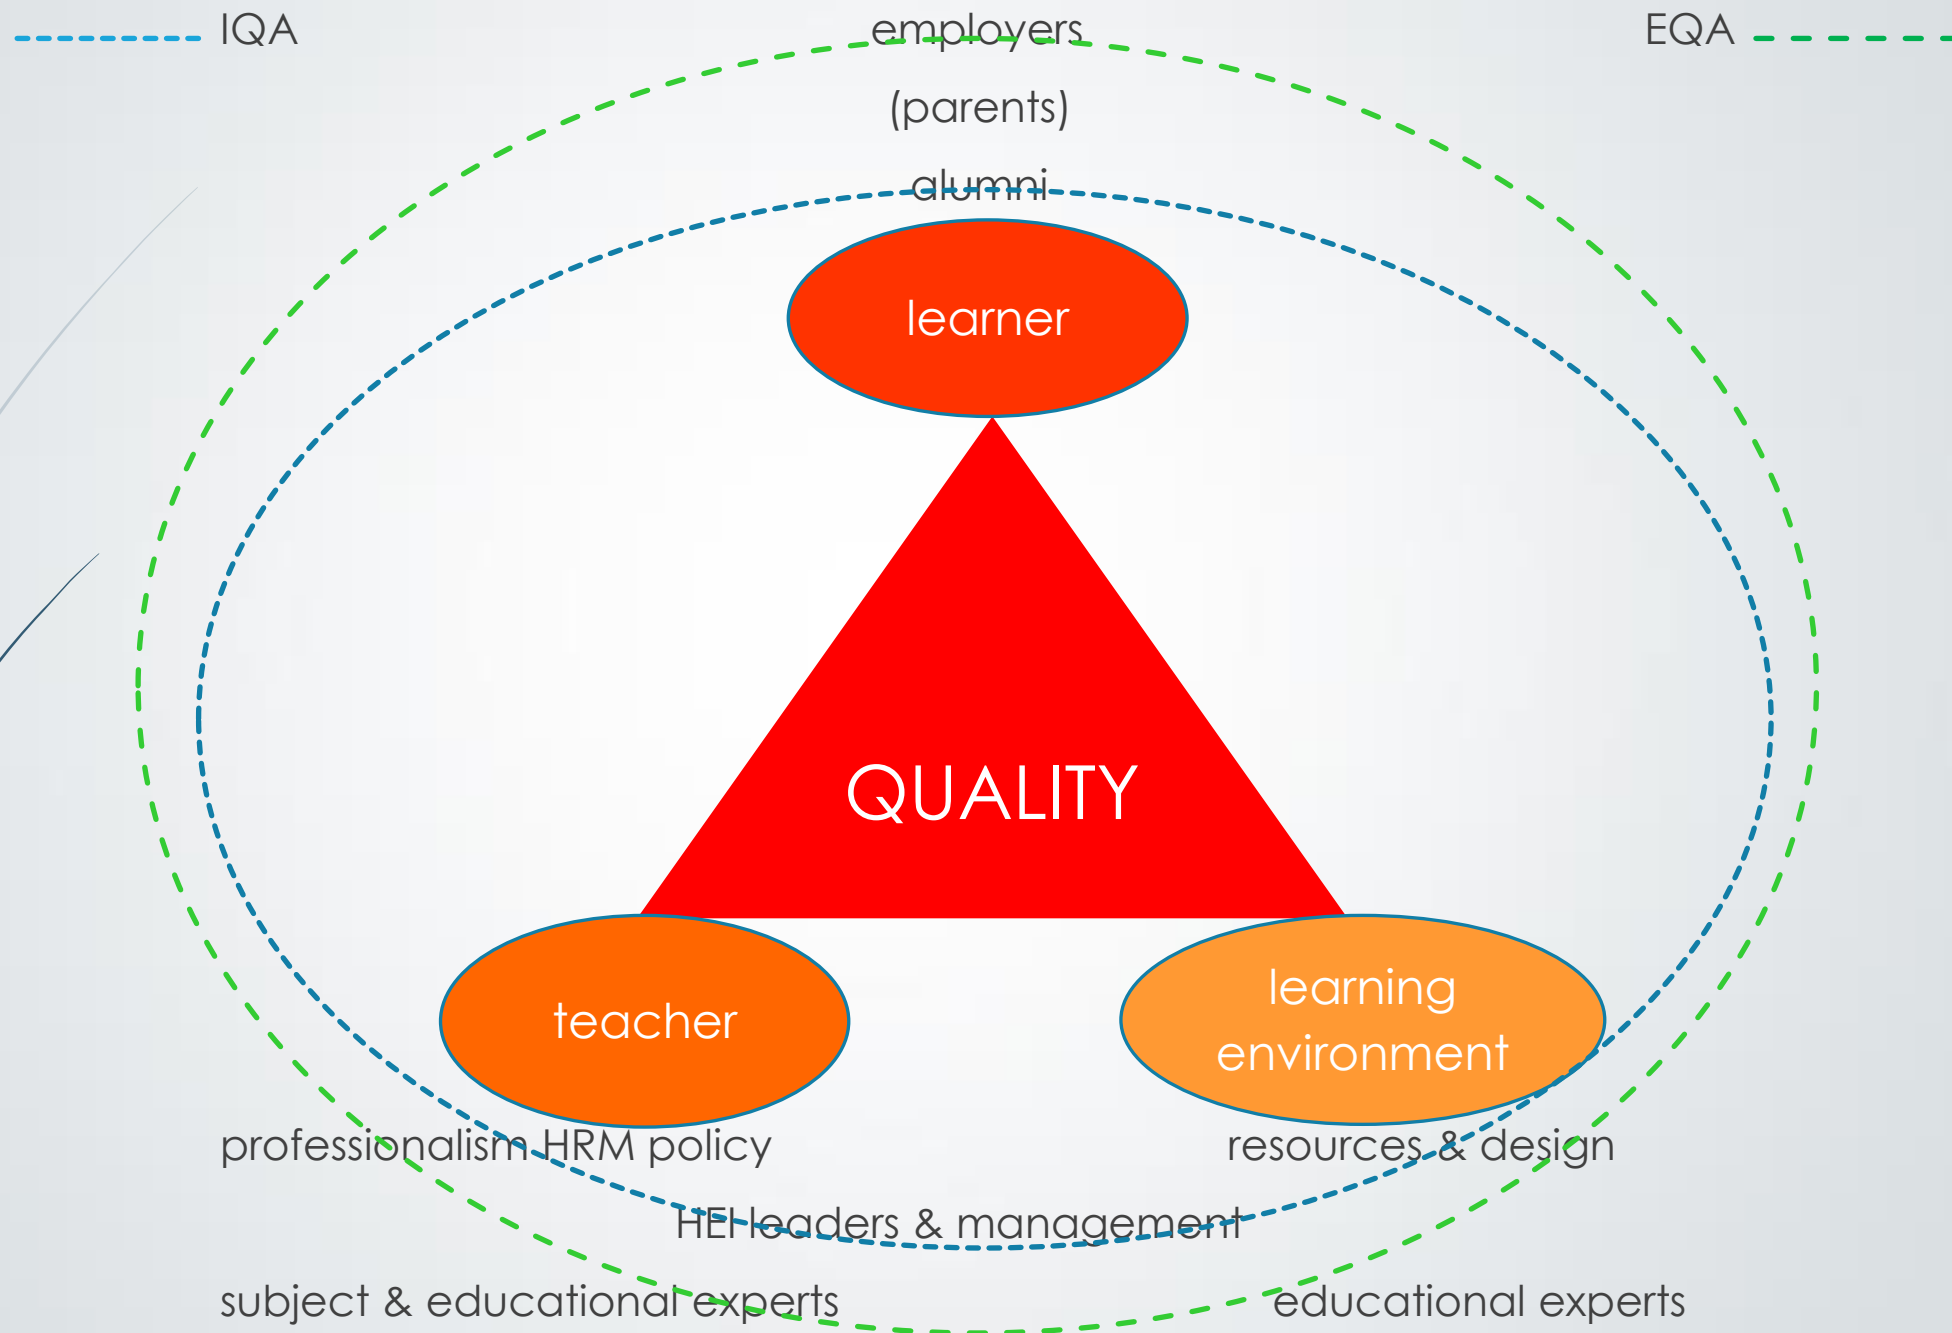 IQA
employers
EQA
(parents)
alumni
learner
QUALITY
teacher
learning
environment
professionalism HRM policy
resources & design
HEI leaders & management
subject & educational experts
educational experts